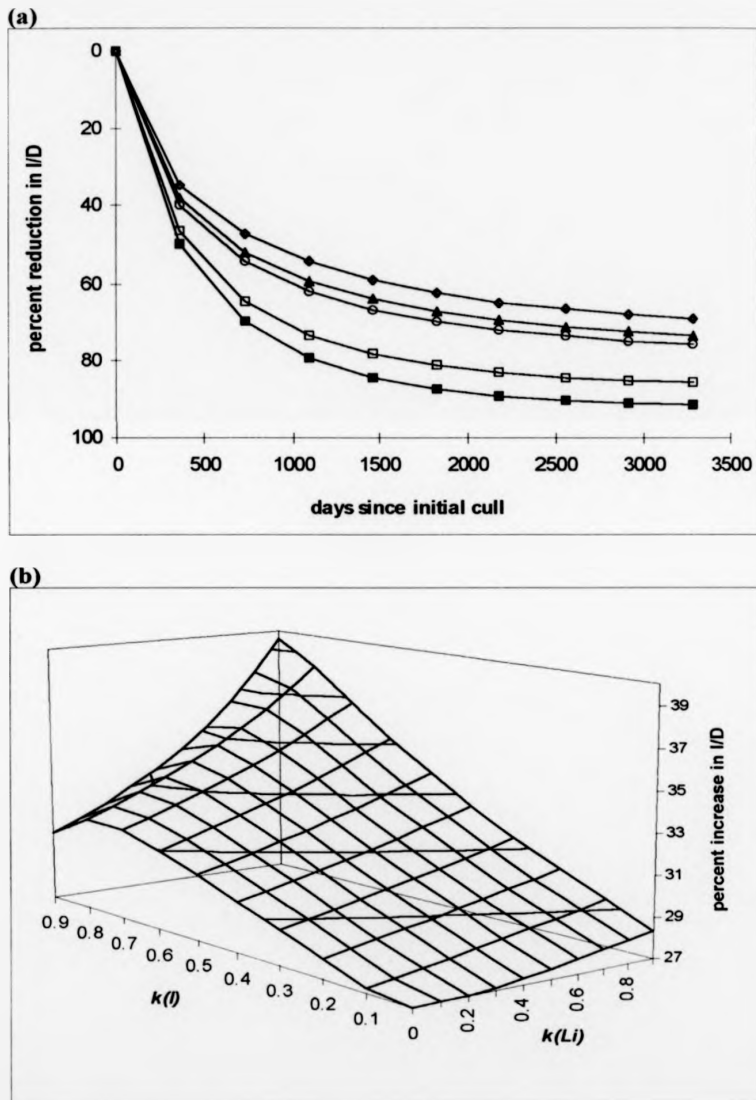 (a)
percent reduction in I/D
0
20
40
60
80
100
0 500 1000 1500 2000 2500 3000 3500
days since initial cull
(b)
39
37
35
33
31
29
27
percent increase in I/D
0.9 0.8 0.7 0.6 0.5 0.4 0.3 0.2 0.1 0
k(I)
0.2 0.4 0.6 0.8
k(Li)